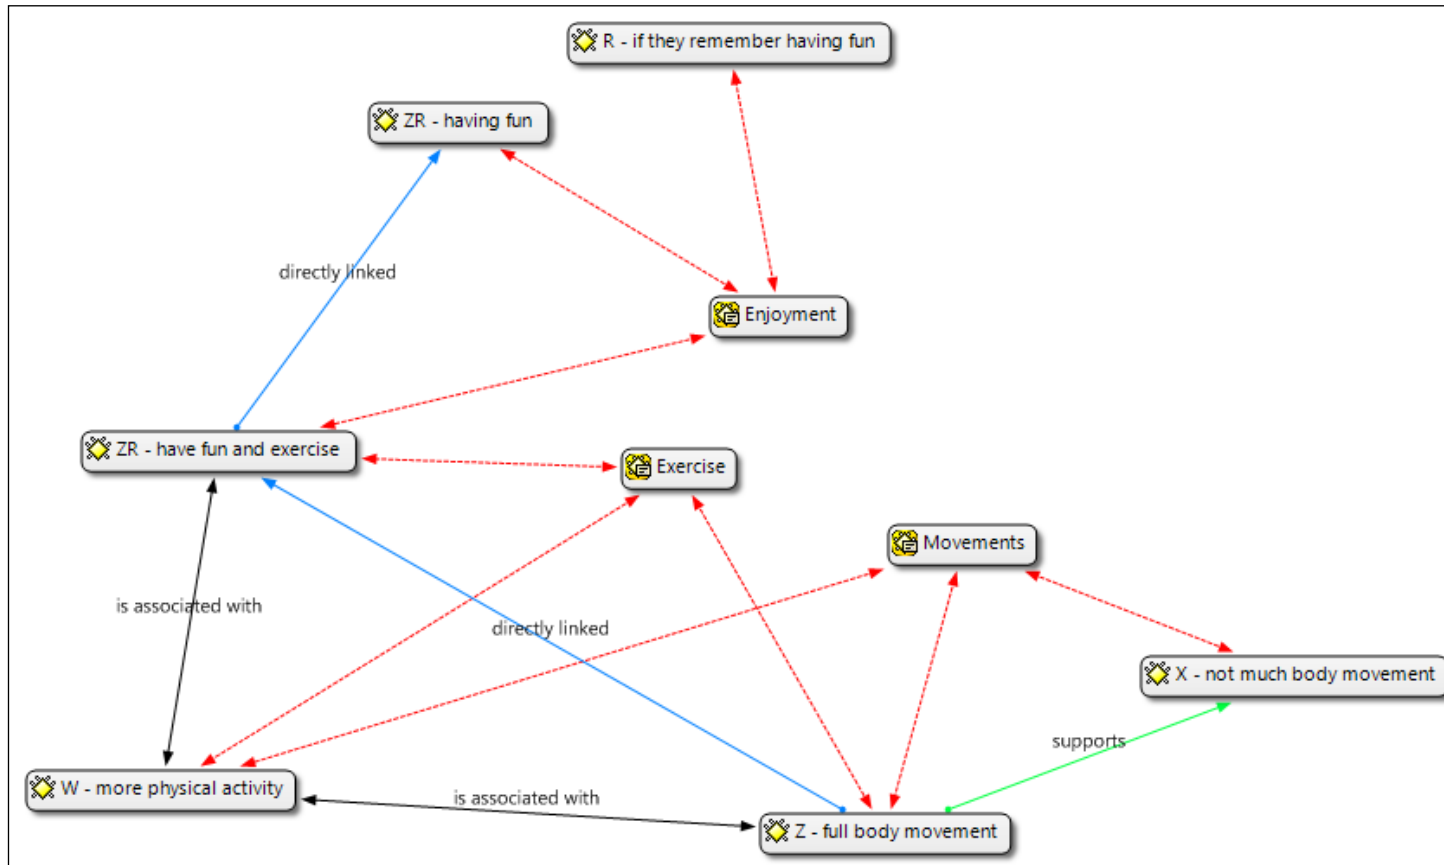 R - if they remember having fun
ZR - having fun
directly linked
Enjoyment
ZR - have fun and exercise
Exercise
Movements
is associated with
directly linked
X - not much body movement
supports
W - more physical activity
is associated with
Z - full body movement